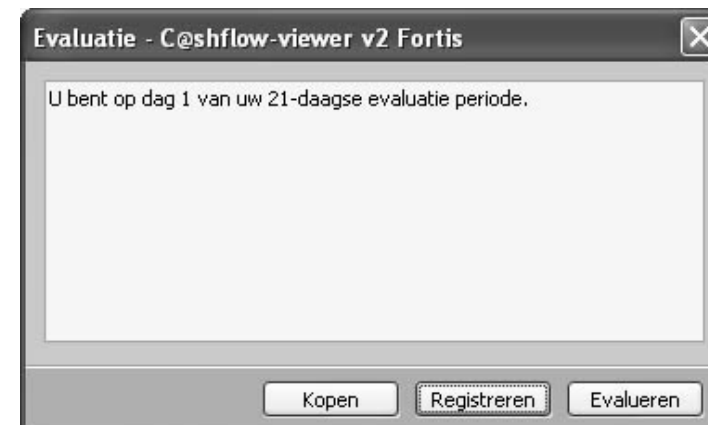 Evaluatie - C@shflow-viewer v2 Fortis
U bent op dag 1 van uw 21-daagse evaluatie periode.
Kopen Registreren Evalueren